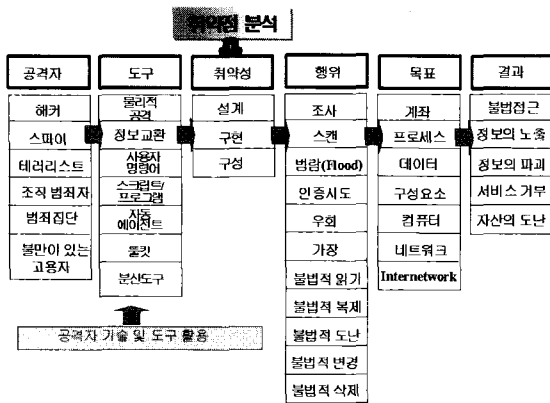 취약점 분석
공격자
해커
스파이
테러리스트
조직 범죄자
범죄집단
불만이 있는
고용자
도구
물리적
공격
정보교환
사용자
명령어
스크립트/
프로그램
자동
에이전트
툴킷
분산도구
취약성
설계
구현
구성
행위
조사
스캔
범람(Flood)
인증시도
우회
가장
불법적 읽기
불법적 복제
불법적 도난
불법적 변경
불법적 삭제
목표
계좌
프로세스
데이터
구성요소
컴퓨터
네트워크
Internetwork
결과
불법접근
정보의 노출
정보의 파괴
서비스 거부
자산의 도난
공격자 기술 및 도구 활용